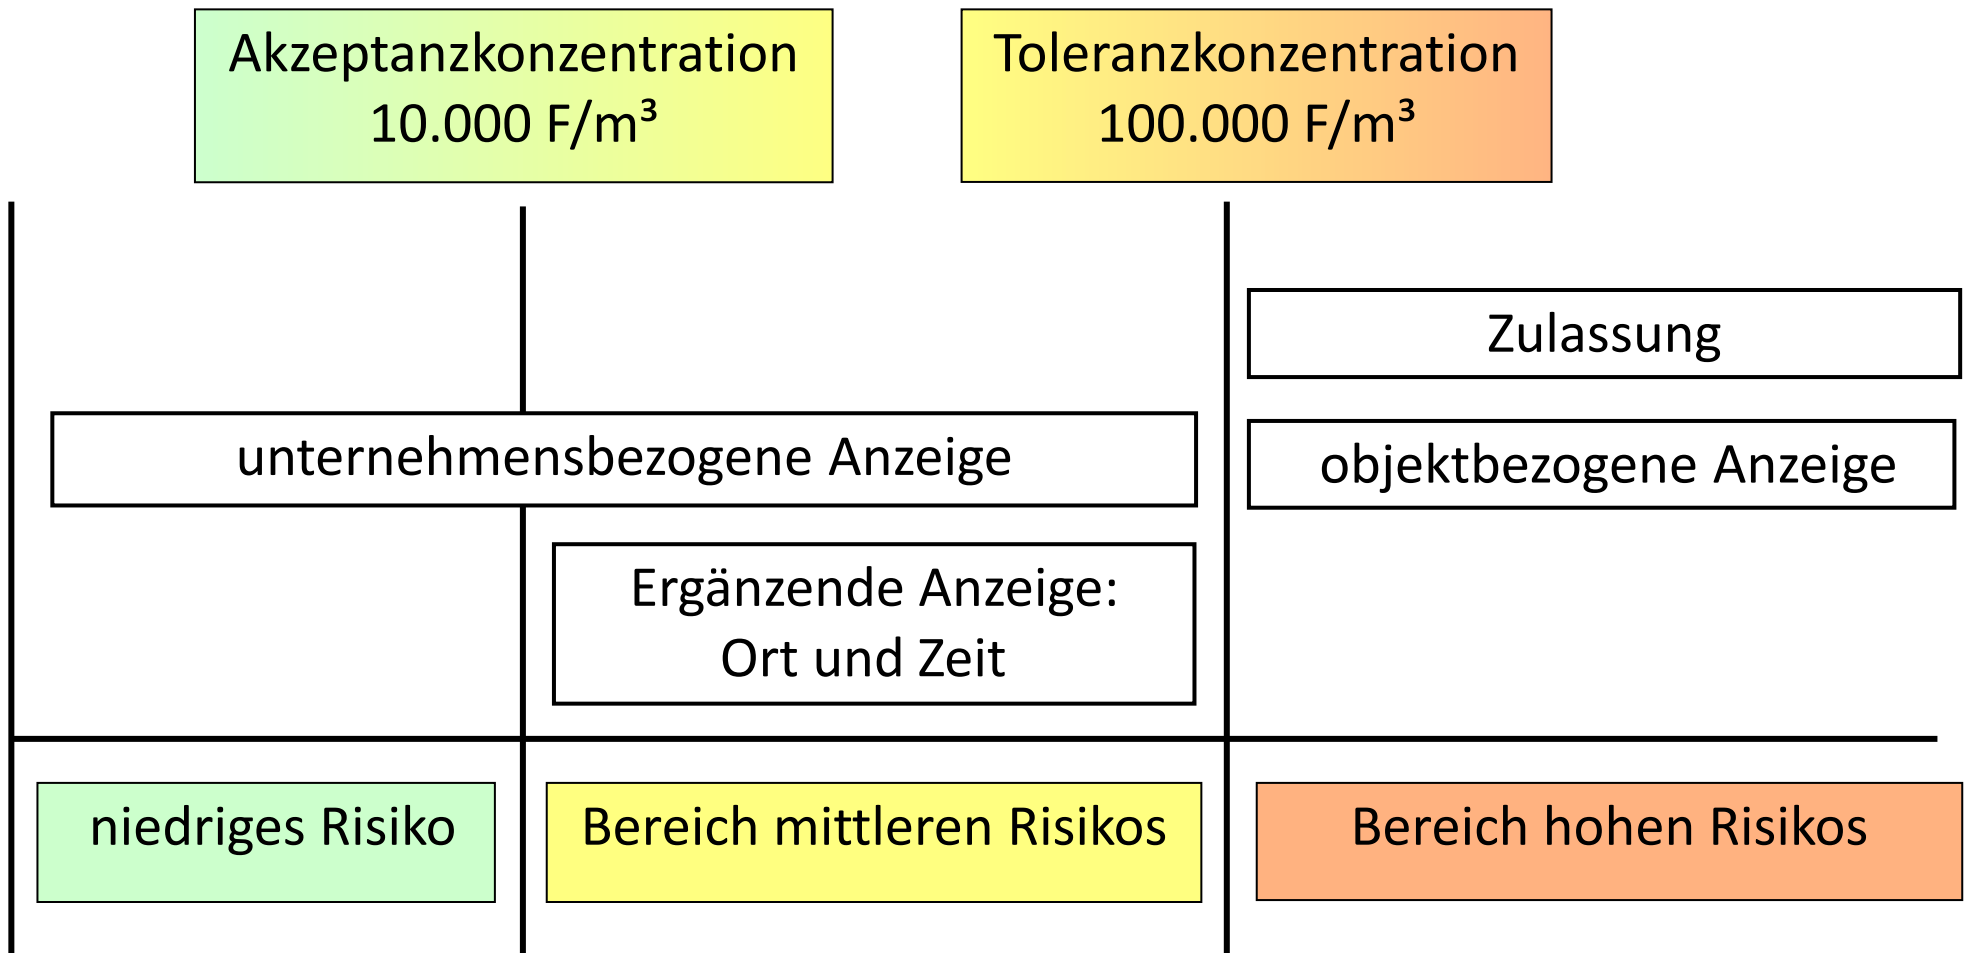 Akzeptanzkonzentration
10.000 F/m³
Toleranzkonzentration
100.000 F/m³
Zulassung
unternehmensbezogene Anzeige
objektbezogene Anzeige
Ergänzende Anzeige:
Ort und Zeit
niedriges Risiko
Bereich mittleren Risikos
Bereich hohen Risikos